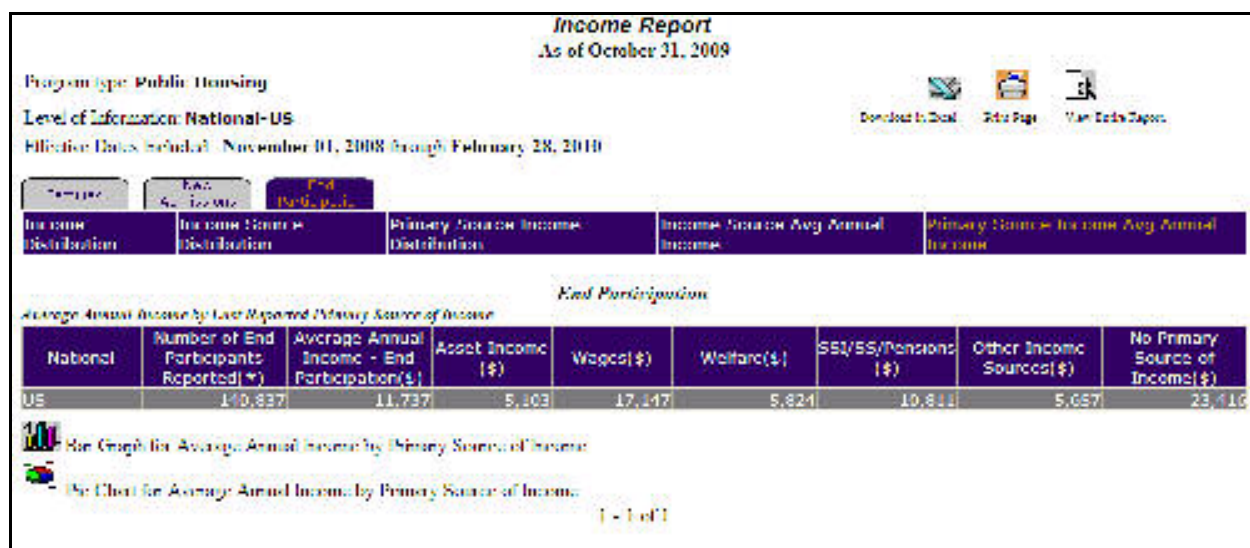 Income Report
As of October 31, 2009
Program type: Public Housing
Level of Information: National-US
Effective Dates Included: November 01, 2008 through February 28, 2010
Download in Excel Print Page View Entire Report
New Admissions End Participation
Income Distribution Income Source Distribution Primary Source Income Distribution Income Source Avg Annual Income Primary Source Income Avg Annual Income
End Participation
Average Annual Income by Last Reported Primary Source of Income
National Number of End Participants Reported(*) Average Annual Income - End Participation($) Asset Income ($) Wages($) Welfare($) SSI/SS/Pensions ($) Other Income Sources($) No Primary Source of Income($)
US 140,837 11,737 5,103 17,147 5,824 10,811 23,416
Bar Graph for Average Annual Income by Primary Source of Income
Pie Chart for Average Annual Income by Primary Source of Income
1 - 1 of 1